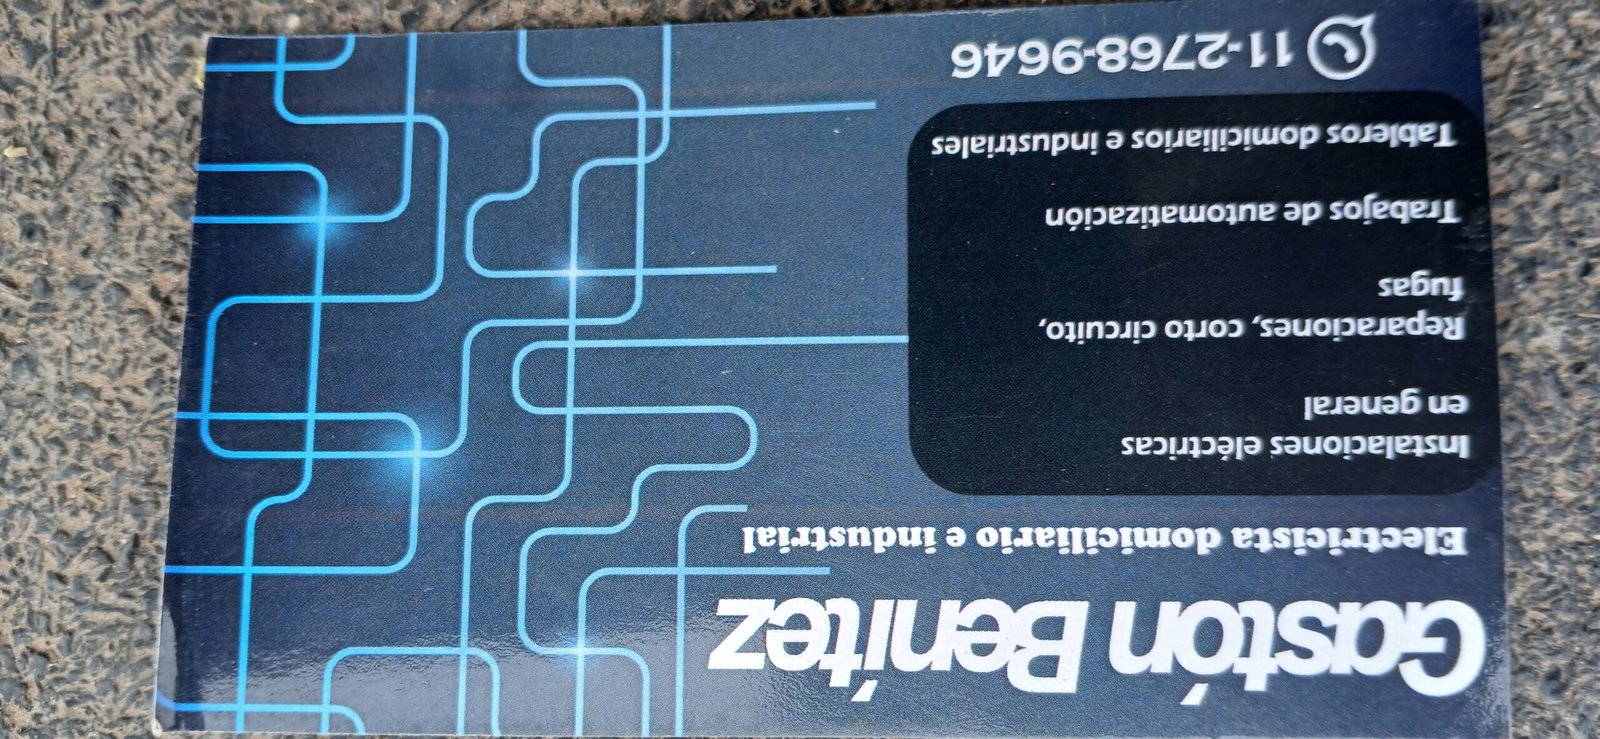 Gastón Benítez
Electricista domiciliario e industrial
Instalaciones eléctricas
en general
Reparaciones, corto circuito,
fugas
Trabajos de automatización
Tableros domiciliarios e industriales
11-2768-9646